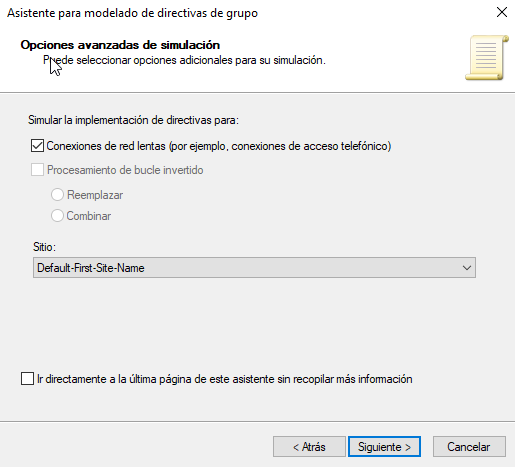 Asistente para modelado de directivas de grupo
Opciones avanzadas de simulación
Puede seleccionar opciones adicionales para su simulación.
Simular la implementación de directivas para:
Conexiones de red lentas (por ejemplo, conexiones de acceso telefónico)
Procesamiento de bucle invertido
Reemplazar
Combinar
Sitio:
Default-First-Site-Name
Ir directamente a la última página de este asistente sin recopilar más información
< Atrás
Siguiente >
Cancelar